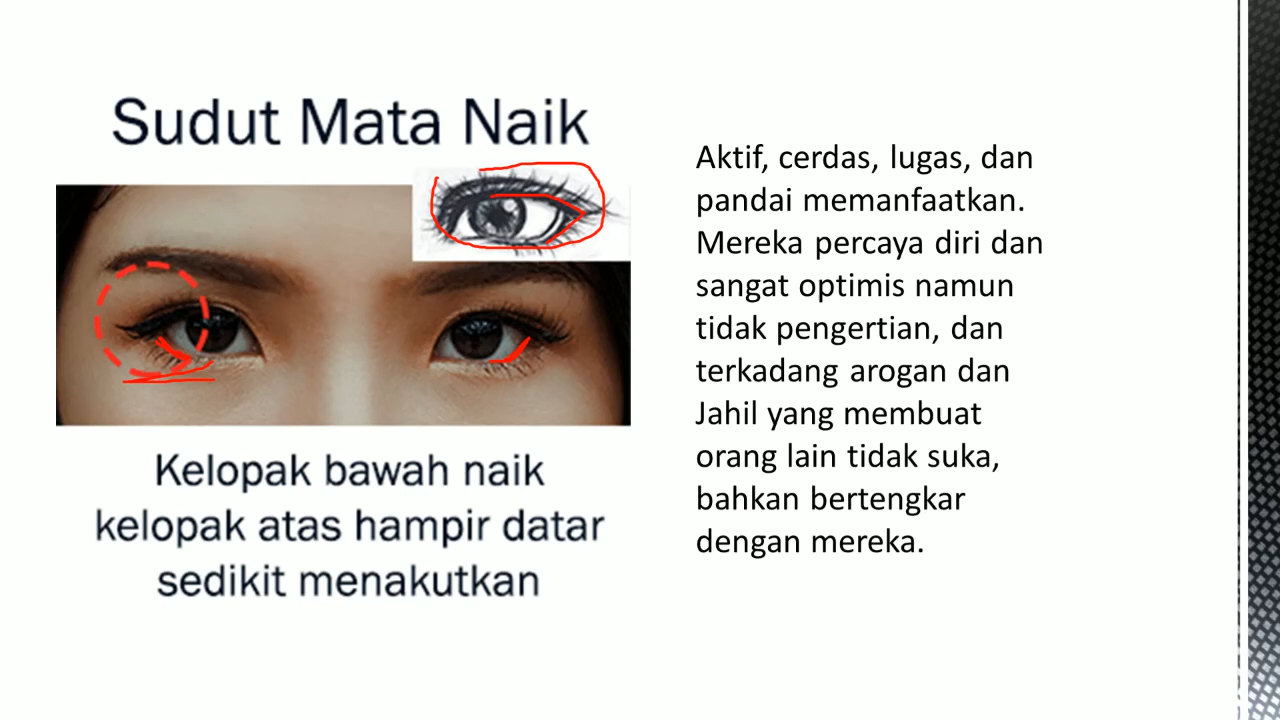 Sudut Mata Naik
Kelopak bawah naik
kelopak atas hampir datar
sedikit menakutkan
Aktif, cerdas, lugas, dan
pandai memanfaatkan.
Mereka percaya diri dan
sangat optimis namun
tidak pengertian, dan
terkadang arogan dan
Jahil yang membuat
orang lain tidak suka,
bahkan bertengkar
dengan mereka.